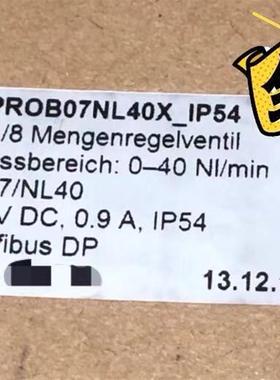 PROB07NL40X_IP54
/8 Mengenregelventil
ssbereich: 0–40 Nl/min
7/NL40
V DC, 0.9 A, IP54
fibus DP
13.12.